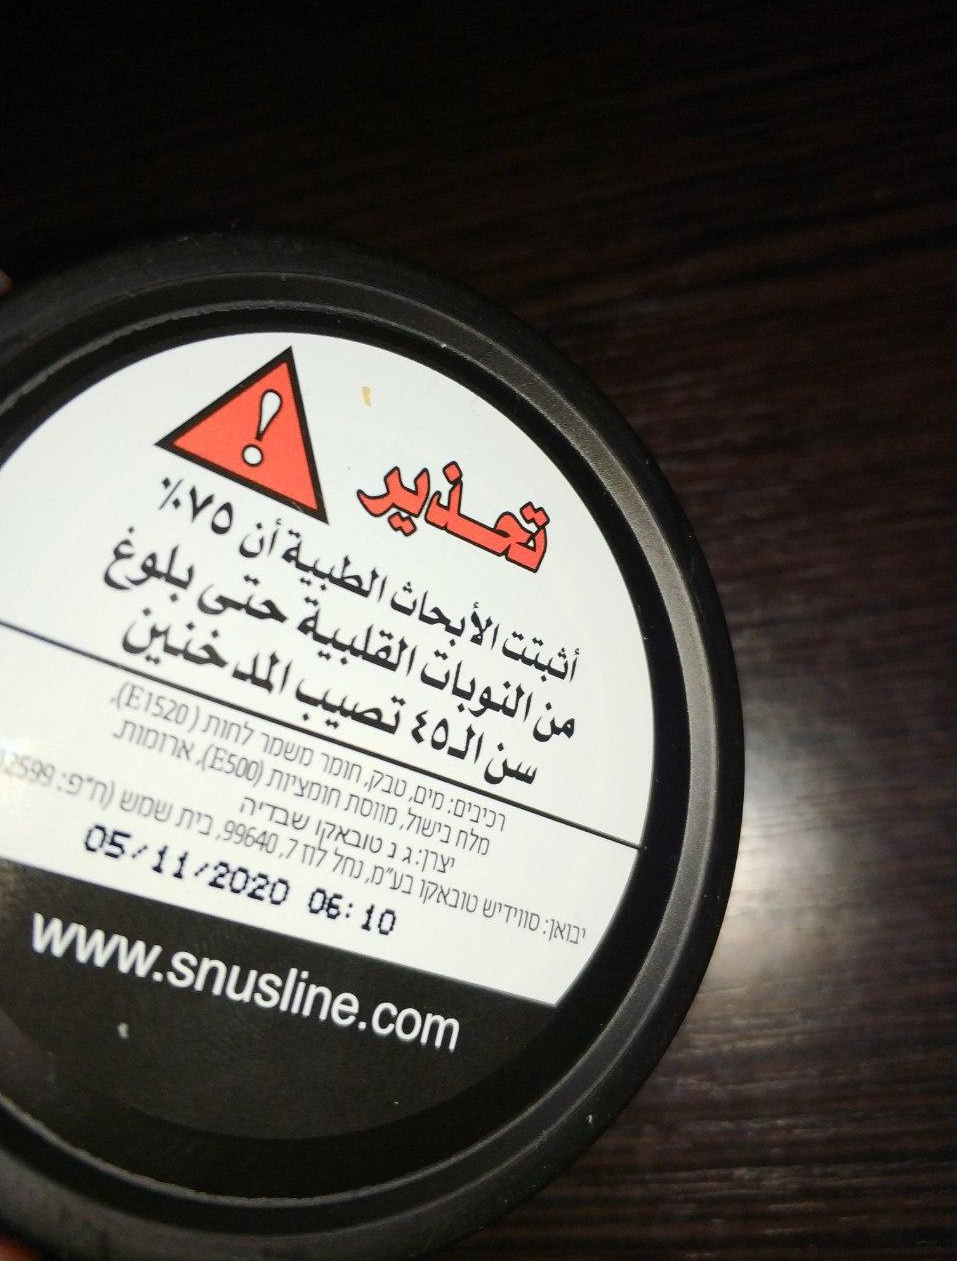 تحذير
أثبتت الأبحاث الطبية أن ٧٥٪
من النوبات القلبية حتى بلوغ
سن الـ٤٥ تصيب المدخنين
רכיבים: מים, טבק, חומר משמר לחות (E1520),
מלח בישול, מווסת חומציות (E500), ארומות.
יצרן: ג נ טובאקו שבדיה
יבואן: סווידיש טובאקו בע"מ, נחל לוז 7, 99640, בית שמש (ח"פ:
05/11/2020 06:10
www.snusline.com